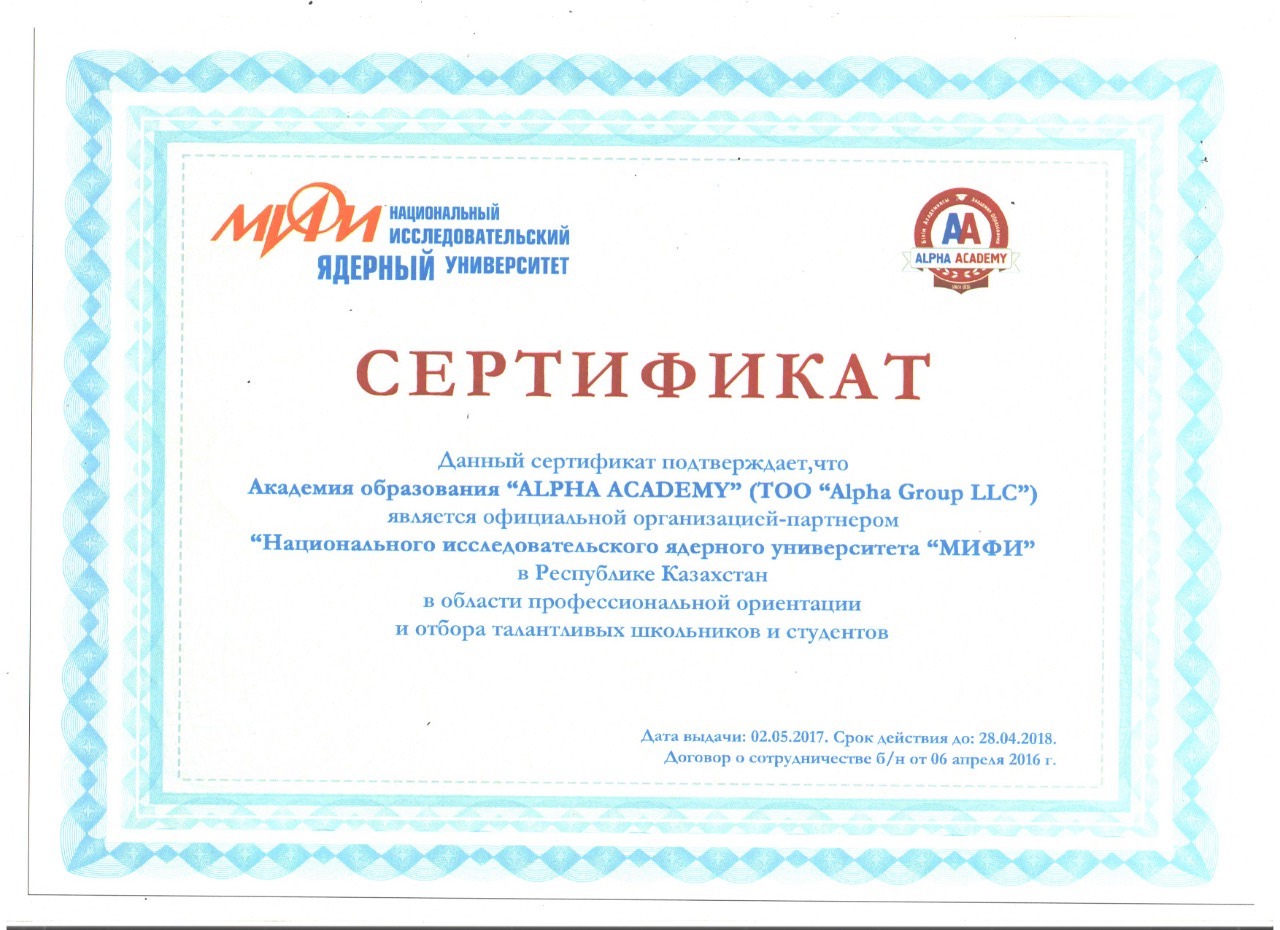 МИФИ НАЦИОНАЛЬНЫЙ
ИССЛЕДОВАТЕЛЬСКИЙ
ЯДЕРНЫЙ УНИВЕРСИТЕТ
AA
ALPHA ACADEMY
СЕРТИФИКАТ
Данный сертификат подтверждает,что
Академия образования “ALPHA ACADEMY” (ТОО “Alpha Group LLC”)
является официальной организацией-партнером
“Национального исследовательского ядерного университета “МИФИ”
в Республике Казахстан
в области профессиональной ориентации
и отбора талантливых школьников и студентов
Дата выдачи: 02.05.2017. Срок действия до: 28.04.2018.
Договор о сотрудничестве б/н от 06 апреля 2016 г.